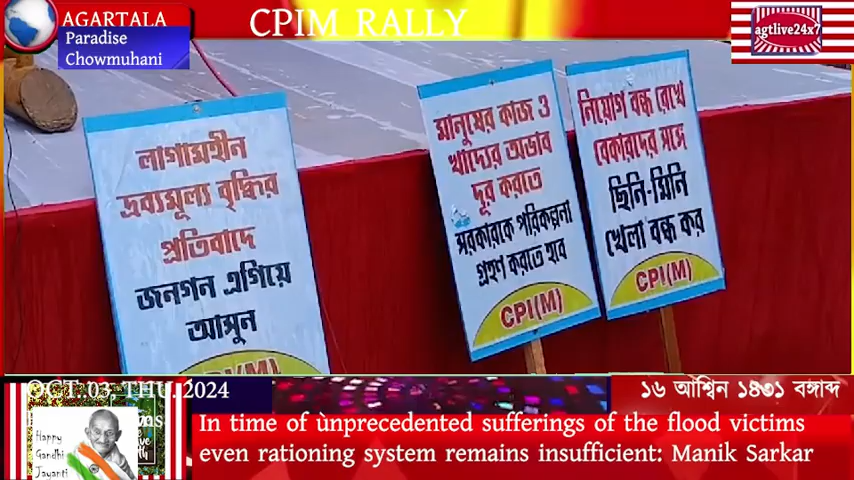 AGARTALA
CPIM RALLY
agtlive24x7
Paradise
Chowmuhani
লাগামহীন
দ্রব্যমূল্য বৃদ্ধির
প্রতিবাদে
জনগন এগিয়ে
আসুন
মানুষের কাজ ও
খাদ্যের অভাব
দূর করতে
সরকারকে পরিকল্পনা
গ্রহণ করতে হবে
CPI(M)
নিয়োগ বন্ধ রেখে
বেকারদের সঙ্গে
ছিনি-মিনি
খেলা বন্ধ কর
CPI(M)
OCT 03, THU, 2024
১৬ আশ্বিন ১৪৩১ বঙ্গাব্দ
Happy
Gandhi
Jayanti
In time of unprecedented sufferings of the flood victims
even rationing system remains insufficient: Manik Sarkar